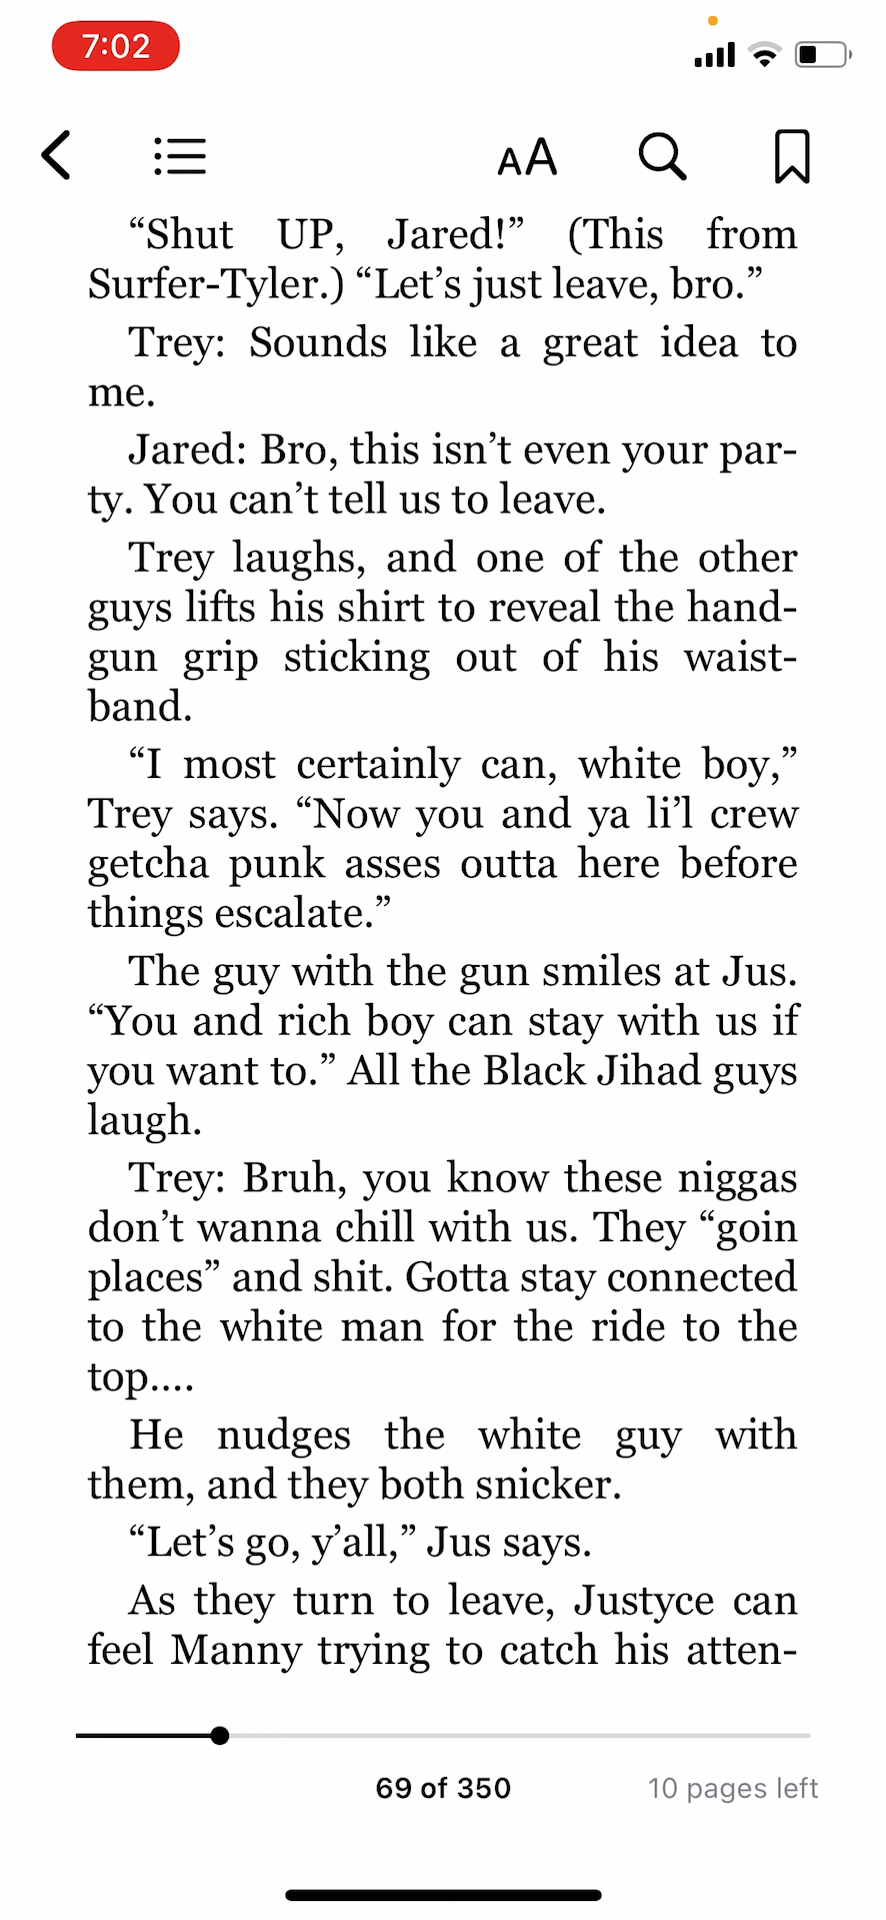 7:02
AA
“Shut UP, Jared!” (This from
Surfer-Tyler.) “Let’s just leave, bro.”
Trey: Sounds like a great idea to
me.
Jared: Bro, this isn’t even your par-
ty. You can’t tell us to leave.
Trey laughs, and one of the other
guys lifts his shirt to reveal the hand-
gun grip sticking out of his waist-
band.
“I most certainly can, white boy,”
Trey says. “Now you and ya li’l crew
getcha punk asses outta here before
things escalate.”
The guy with the gun smiles at Jus.
“You and rich boy can stay with us if
you want to.” All the Black Jihad guys
laugh.
Trey: Bruh, you know these niggas
don’t wanna chill with us. They “goin
places” and shit. Gotta stay connected
to the white man for the ride to the
top....
He nudges the white guy with
them, and they both snicker.
“Let’s go, y’all,” Jus says.
As they turn to leave, Justyce can
feel Manny trying to catch his atten-
69 of 350
10 pages left